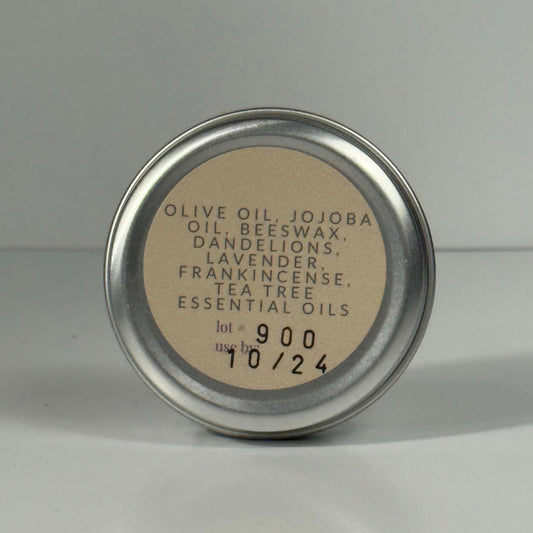 OLIVE OIL, JOJOBA
OIL, BEESWAX,
DANDELIONS,
LAVENDER,
FRANKINCENSE,
TEA TREE
ESSENTIAL OILS
lot # 900
use by: 10/24